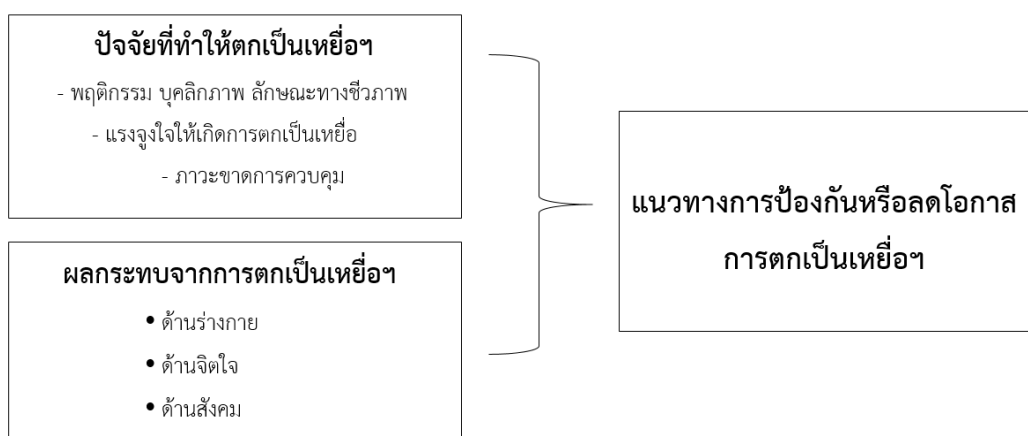 ปัจจัยที่ทำให้ตกเป็นเหยื่อฯ
- พฤติกรรม บุคลิกภาพ ลักษณะทางชีวภาพ
- แรงจูงใจให้เกิดการตกเป็นเหยื่อ
- ภาวะขาดการควบคุม
ผลกระทบจากการตกเป็นเหยื่อฯ
• ด้านร่างกาย
• ด้านจิตใจ
• ด้านสังคม
แนวทางการป้องกันหรือลดโอกาส
การตกเป็นเหยื่อฯ